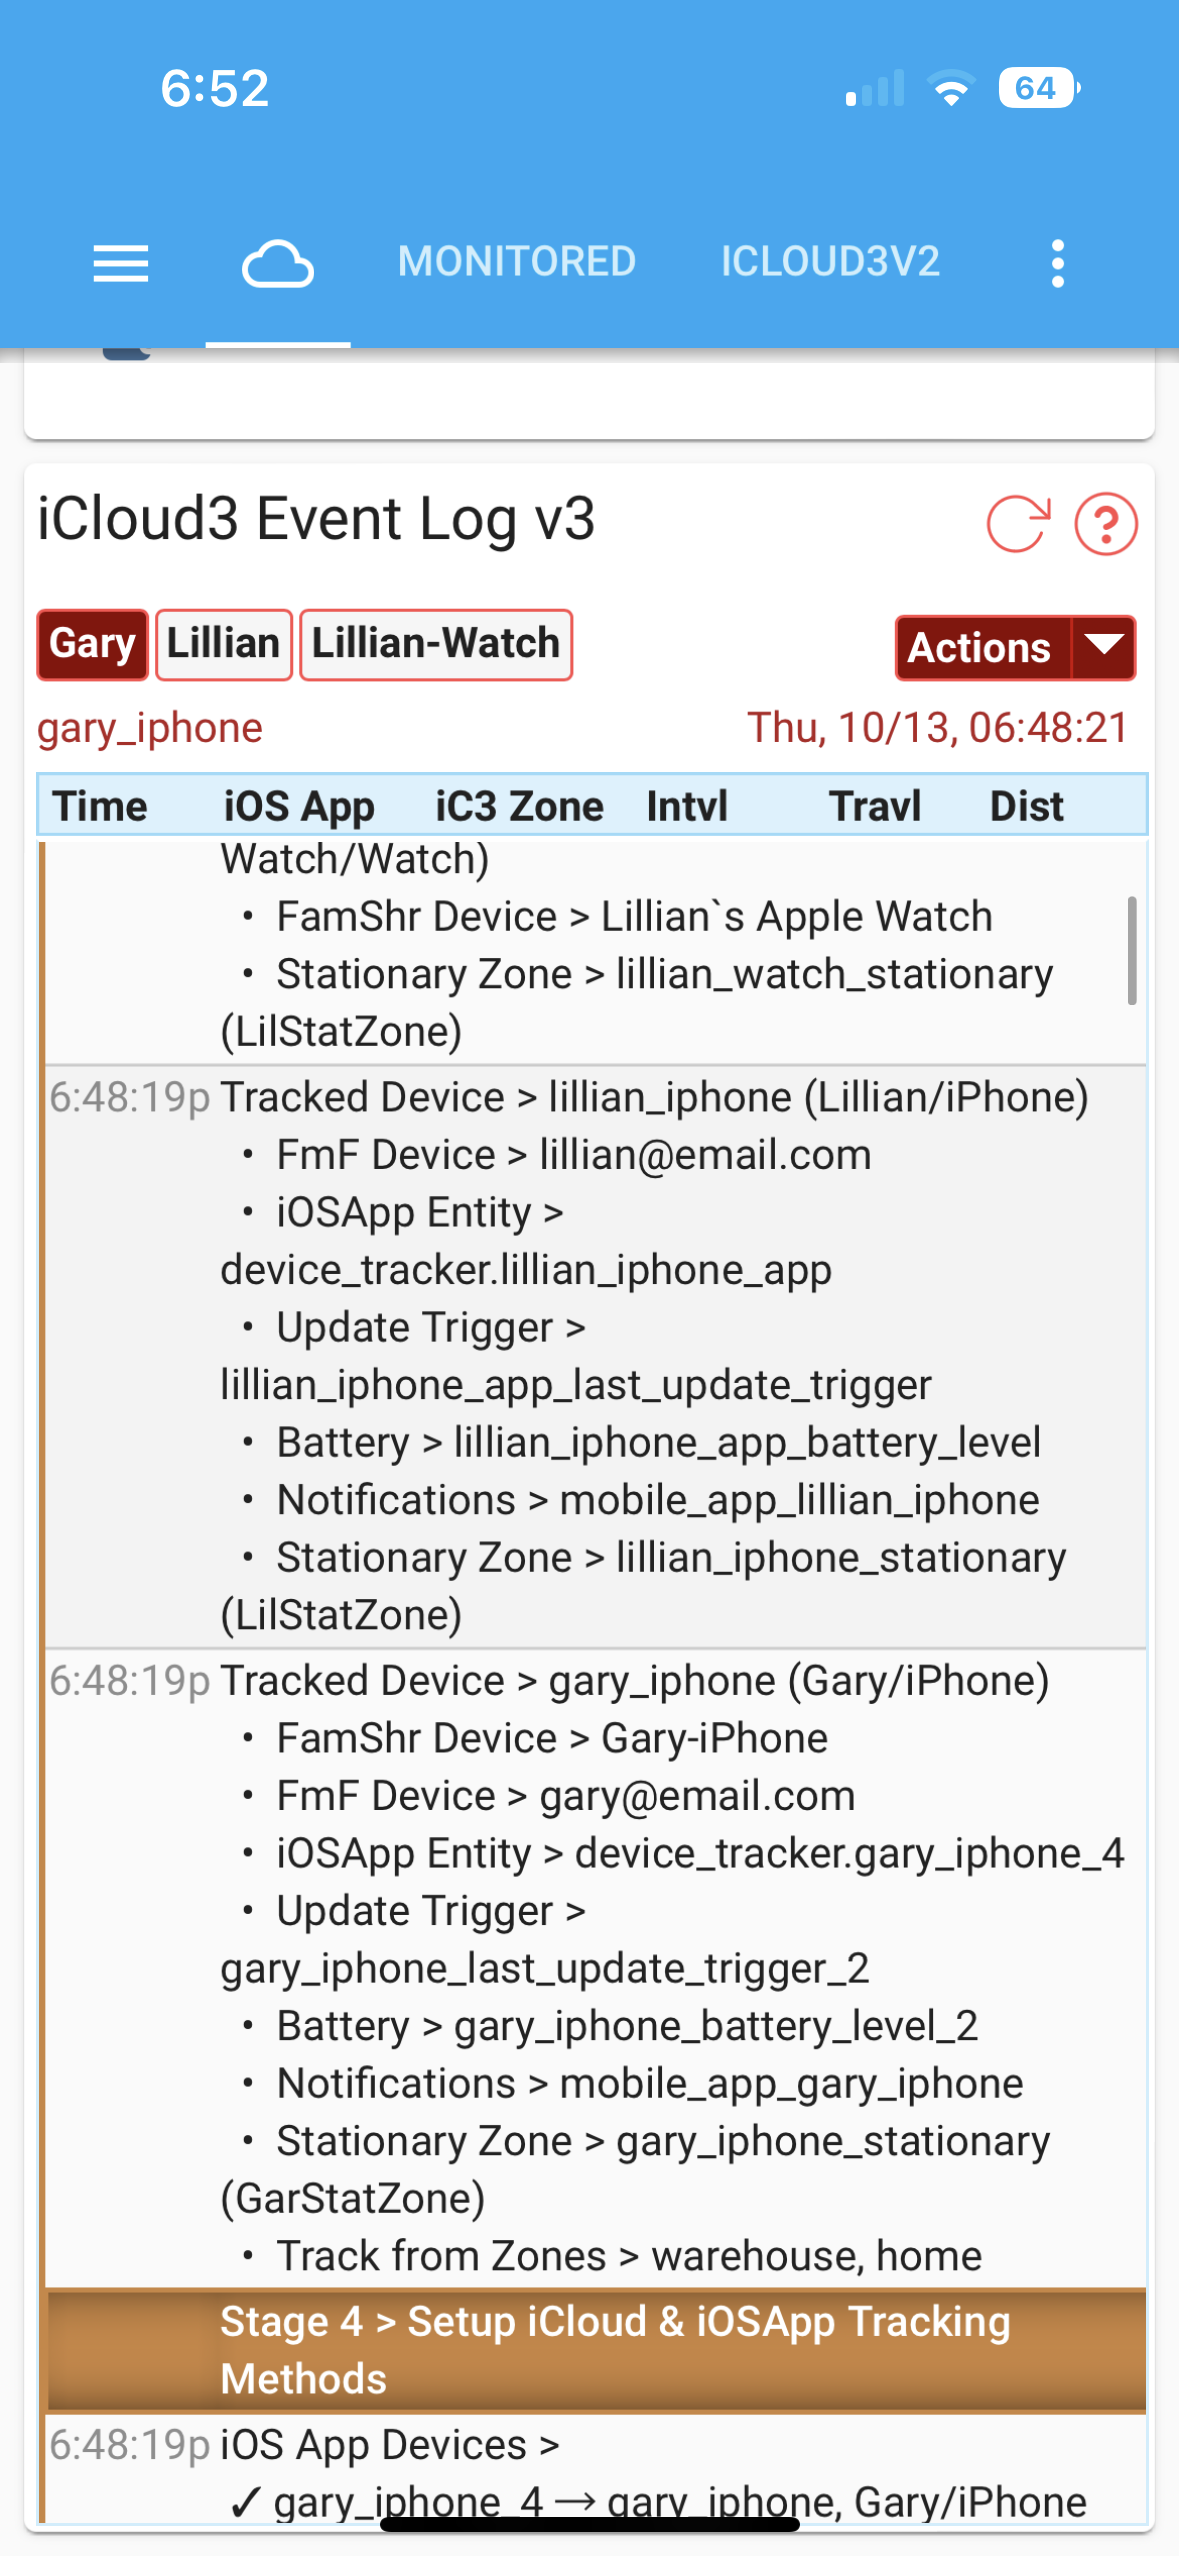 6:52
64
MONITORED
ICLOUD3V2
iCloud3 Event Log v3
?
Gary Lillian Lillian-Watch
Actions
gary_iphone
Thu, 10/13, 06:48:21
Time iOS App iC3 Zone Intvl Travl Dist
Watch/Watch)
• FamShr Device > Lillian`s Apple Watch
• Stationary Zone > lillian_watch_stationary
(LilStatZone)
6:48:19p Tracked Device > lillian_iphone (Lillian/iPhone)
• FmF Device > lillian@email.com
• iOSApp Entity >
device_tracker.lillian_iphone_app
• Update Trigger >
lillian_iphone_app_last_update_trigger
• Battery > lillian_iphone_app_battery_level
• Notifications > mobile_app_lillian_iphone
• Stationary Zone > lillian_iphone_stationary
(LilStatZone)
6:48:19p Tracked Device > gary_iphone (Gary/iPhone)
• FamShr Device > Gary-iPhone
• FmF Device > gary@email.com
• iOSApp Entity > device_tracker.gary_iphone_4
• Update Trigger >
gary_iphone_last_update_trigger_2
• Battery > gary_iphone_battery_level_2
• Notifications > mobile_app_gary_iphone
• Stationary Zone > gary_iphone_stationary
(GarStatZone)
• Track from Zones > warehouse, home
Stage 4 > Setup iCloud & iOSApp Tracking
Methods
6:48:19p iOS App Devices >
✓ gary_iphone_4 → gary_iphone, Gary/iPhone